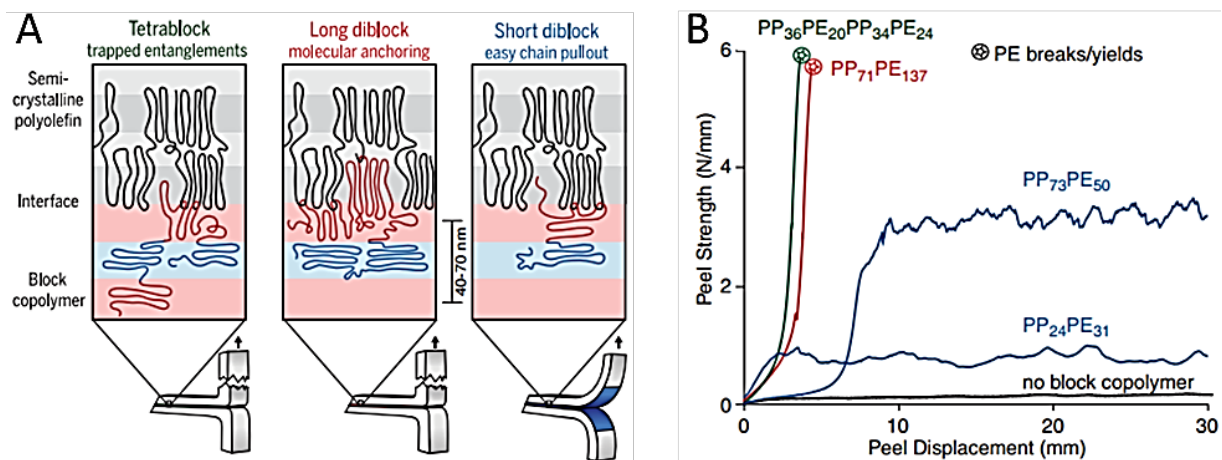 A
Tetrablock
trapped entanglements
Long diblock
molecular anchoring
Short diblock
easy chain pullout
Semi-
crystalline
polyolefin
Interface
Block
copolymer
40-70 nm
B
PP36PE20PP34PE24
PE breaks/yields
PP71PE137
PP73PE50
PP24PE31
no block copolymer
Peel Strength (N/mm)
6
4
2
0
0 10 20 30
Peel Displacement (mm)